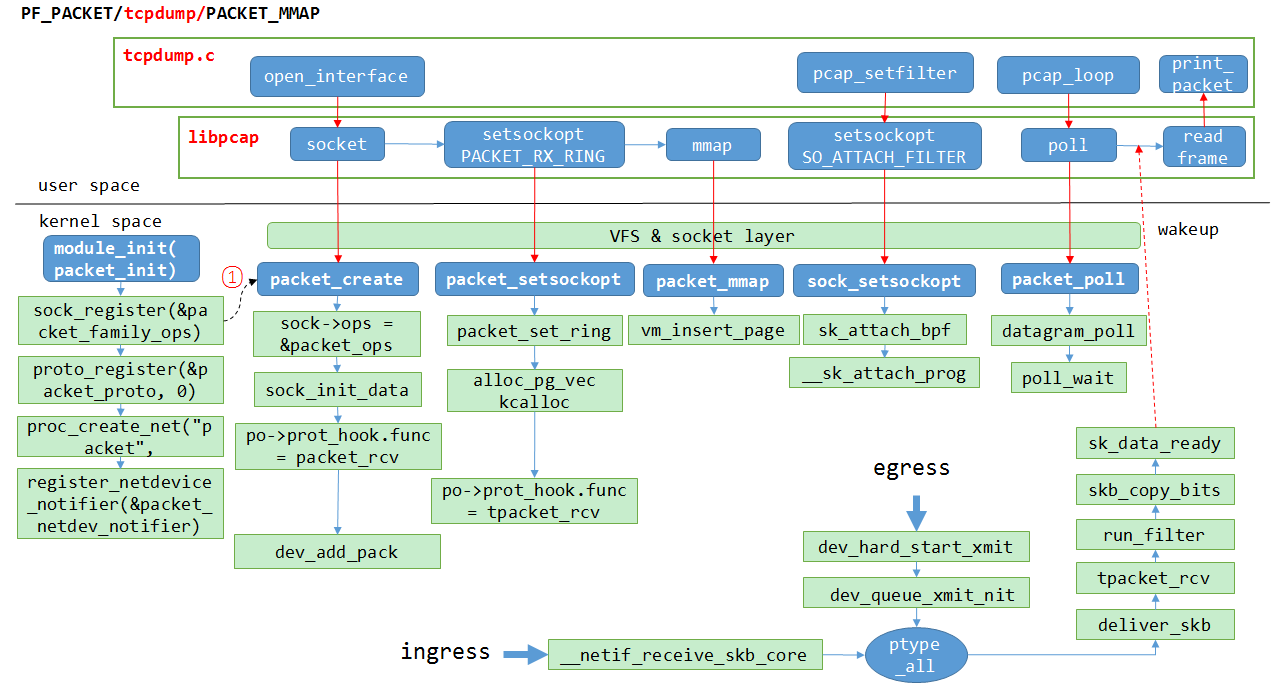 PF_PACKET/tcpdump/PACKET_MMAP
tcpdump.c
open_interface
pcap_setfilter
pcap_loop
print_
packet
libpcap
socket
setsockopt
PACKET_RX_RING
mmap
setsockopt
SO_ATTACH_FILTER
poll
read
frame
user space
kernel space
VFS & socket layer
wakeup
module_init(
packet_init)
1
packet_create
packet_setsockopt
packet_mmap
sock_setsockopt
packet_poll
sock_register(&pa
cket_family_ops)
proto_register(&p
acket_proto, 0)
proc_create_net("p
acket",
register_netdevice
_notifier(&packet_
netdev_notifier)
sock->ops =
&packet_ops
sock_init_data
po->prot_hook.func
= packet_rcv
dev_add_pack
packet_set_ring
alloc_pg_vec
kcalloc
po->prot_hook.func
= tpacket_rcv
vm_insert_page
sk_attach_bpf
__sk_attach_prog
datagram_poll
poll_wait
egress
dev_hard_start_xmit
dev_queue_xmit_nit
ingress
__netif_receive_skb_core
ptype
_all
sk_data_ready
skb_copy_bits
run_filter
tpacket_rcv
deliver_skb